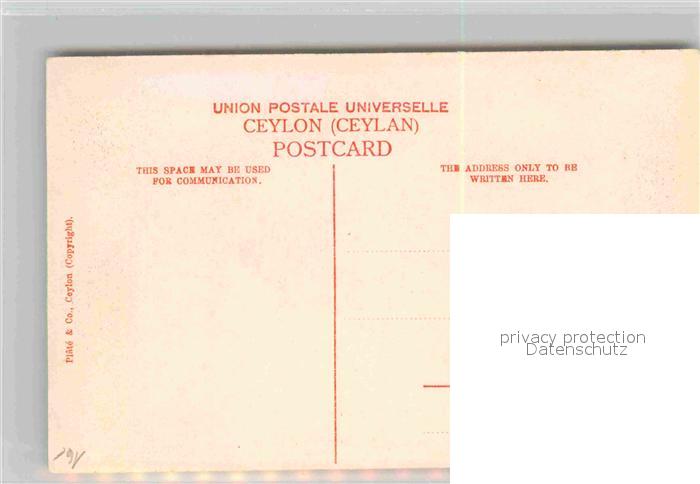 UNION POSTALE UNIVERSELLE
CEYLON (CEYLAN)
POSTCARD
THIS SPACE MAY BE USED
FOR COMMUNICATION.
THE ADDRESS ONLY TO BE
WRITTEN HERE.
Plâté & Co., Ceylon (Copyright).
privacy protection
Datenschutz